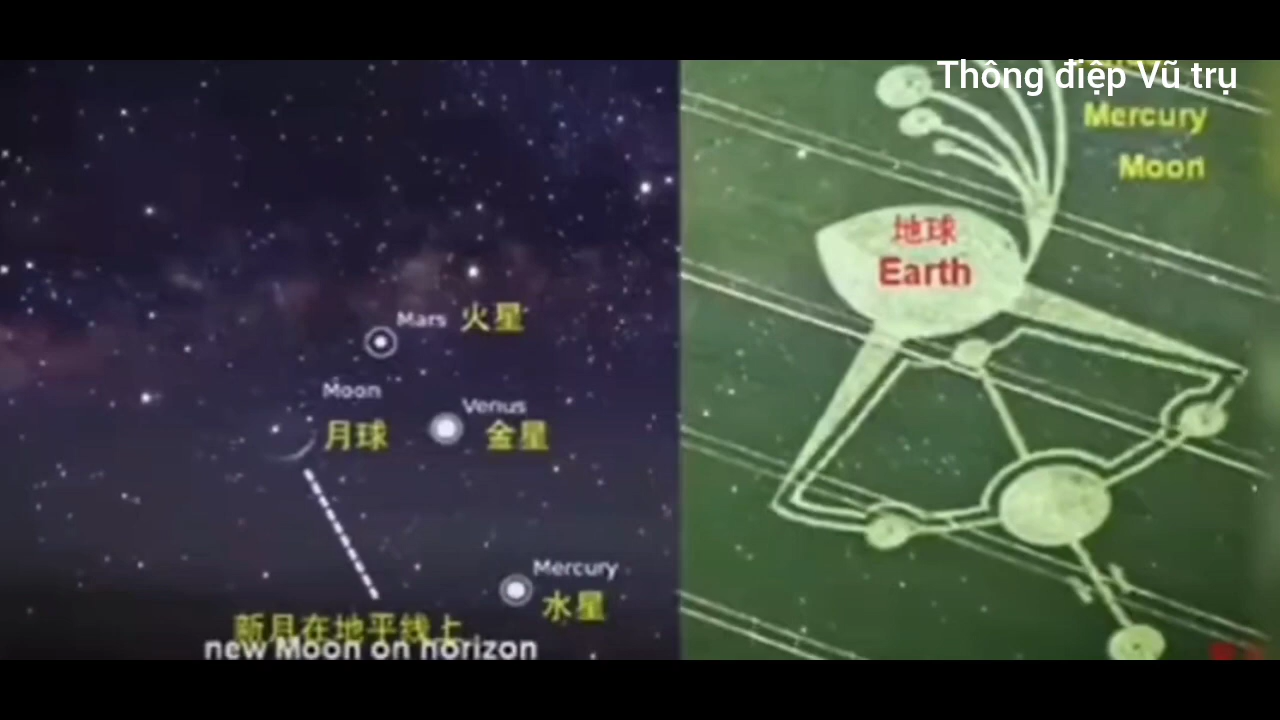 Thông điệp Vũ trụ
Mercury
Moon
地球
Earth
Mars 火星
Moon
月球
Venus
金星
Mercury
水星
新月在地平线上
new Moon on horizon